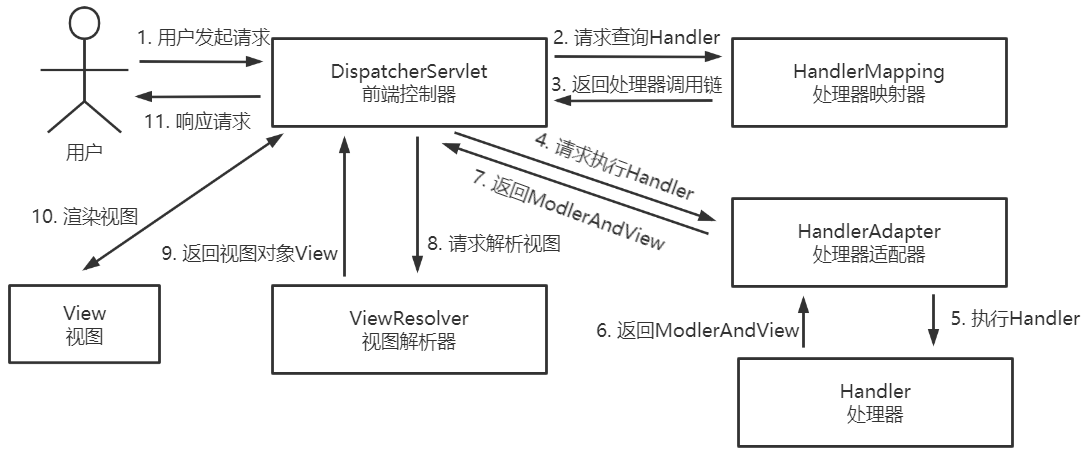 1. 用户发起请求
2. 请求查询Handler
DispatcherServlet
前端控制器
HandlerMapping
处理器映射器
3. 返回处理器调用链
11. 响应请求
用户
4. 请求执行Handler
7. 返回ModlerAndView
10. 渲染视图
9. 返回视图对象View
8. 请求解析视图
HandlerAdapter
处理器适配器
View
视图
ViewResolver
视图解析器
6. 返回ModlerAndView
5. 执行Handler
Handler
处理器